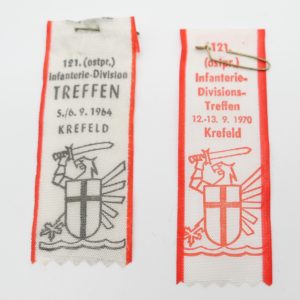 121. (ostpr.)
Infanterie-Division
TREFFEN
5./6. 9. 1964
KREFELD
121.
(ostpr.)
Infanterie-
Divisions-
Treffen
12.-13. 9. 1970
Krefeld